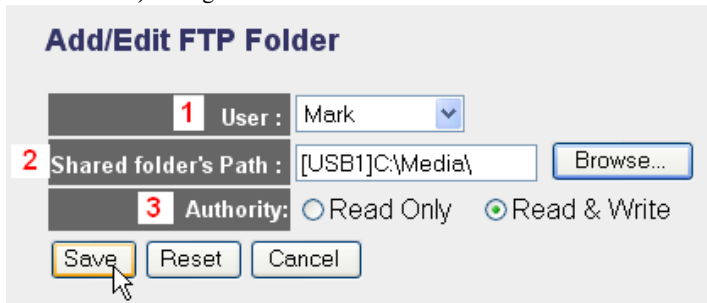 Add/Edit FTP Folder
1 User : Mark
2 Shared folder's Path : [USB1]C:\Media\ Browse...
3 Authority: Read Only Read & Write
Save Reset Cancel